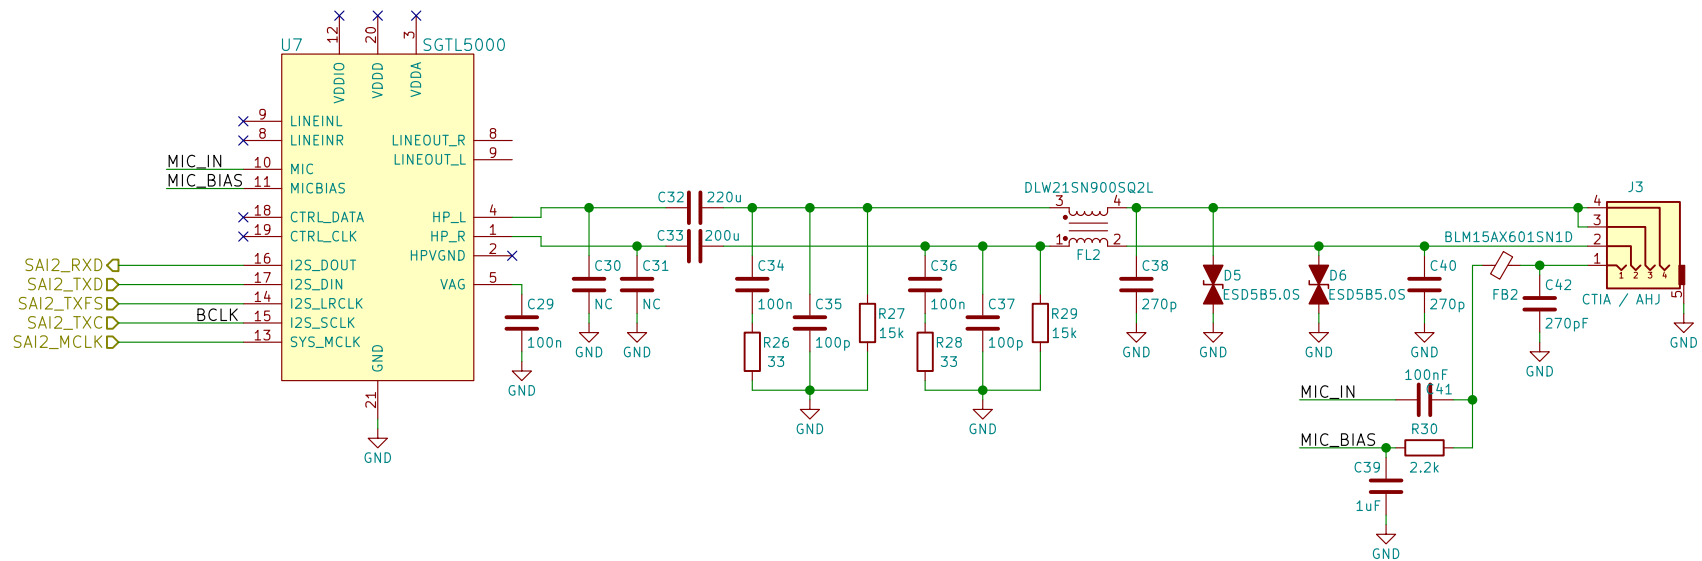 12
20
3
U7
SGTL5000
VDDIO
VDDD
VDDA
9
LINEINL
8
LINEINR
LINEOUT_R
8
LINEOUT_L
9
MIC_IN
10
MIC
MIC_BIAS
11
MICBIAS
18
CTRL_DATA
HP_L
4
19
CTRL_CLK
HP_R
1
HPVGND
2
SAI2_RXD
16
I2S_DOUT
SAI2_TXD
17
I2S_DIN
VAG
5
SAI2_TXFS
14
I2S_LRCLK
SAI2_TXC
BCLK
15
I2S_SCLK
SAI2_MCLK
13
SYS_MCLK
GND
21
GND
C29
100n
GND
C30
NC
GND
C31
NC
GND
C32
220u
C33
200u
C34
100n
R26
33
C35
100p
R27
15k
GND
C36
100n
R28
33
C37
100p
R29
15k
GND
DLW21SN900SQ2L
3
4
1
2
FL2
C38
270p
GND
D5
ESD5B5.0S
GND
D6
ESD5B5.0S
GND
C40
270p
GND
BLM15AX601SN1D
FB2
C42
270pF
GND
J3
4
3
2
1
1
2
3
4
CTIA / AHJ
5
GND
MIC_IN
100nF
C41
MIC_BIAS
R30
2.2k
C39
1uF
GND